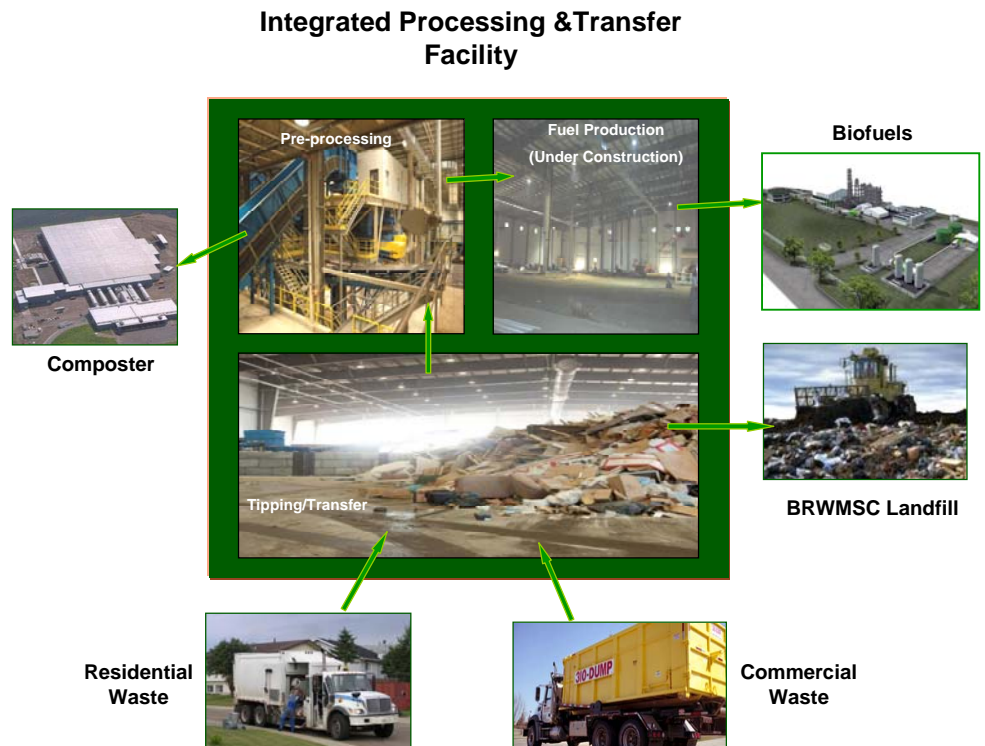 Integrated Processing &Transfer
Facility
Pre-processing
Fuel Production
(Under Construction)
Biofuels
Composter
Tipping/Transfer
BRWMSC Landfill
Residential
Waste
BIO-DUMP
Commercial
Waste